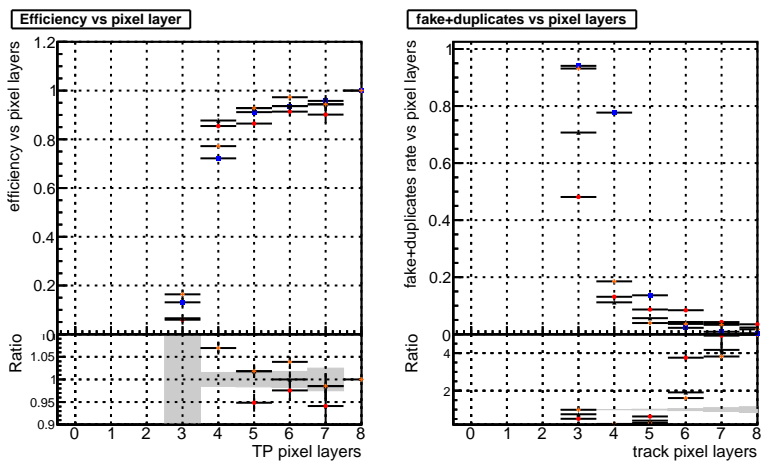 Efficiency vs pixel layer
efficiency vs pixel layers
1.2
1
0.8
0.6
0.4
0.2
0
Ratio
1.05
1
0.95
0.9
0 1 2 3 4 5 6 7 8
TP pixel layers
fake+duplicates vs pixel layers
fake+duplicates rate vs pixel layers
1
0.8
0.6
0.4
0.2
0
Ratio
4
2
0 1 2 3 4 5 6 7 8
track pixel layers